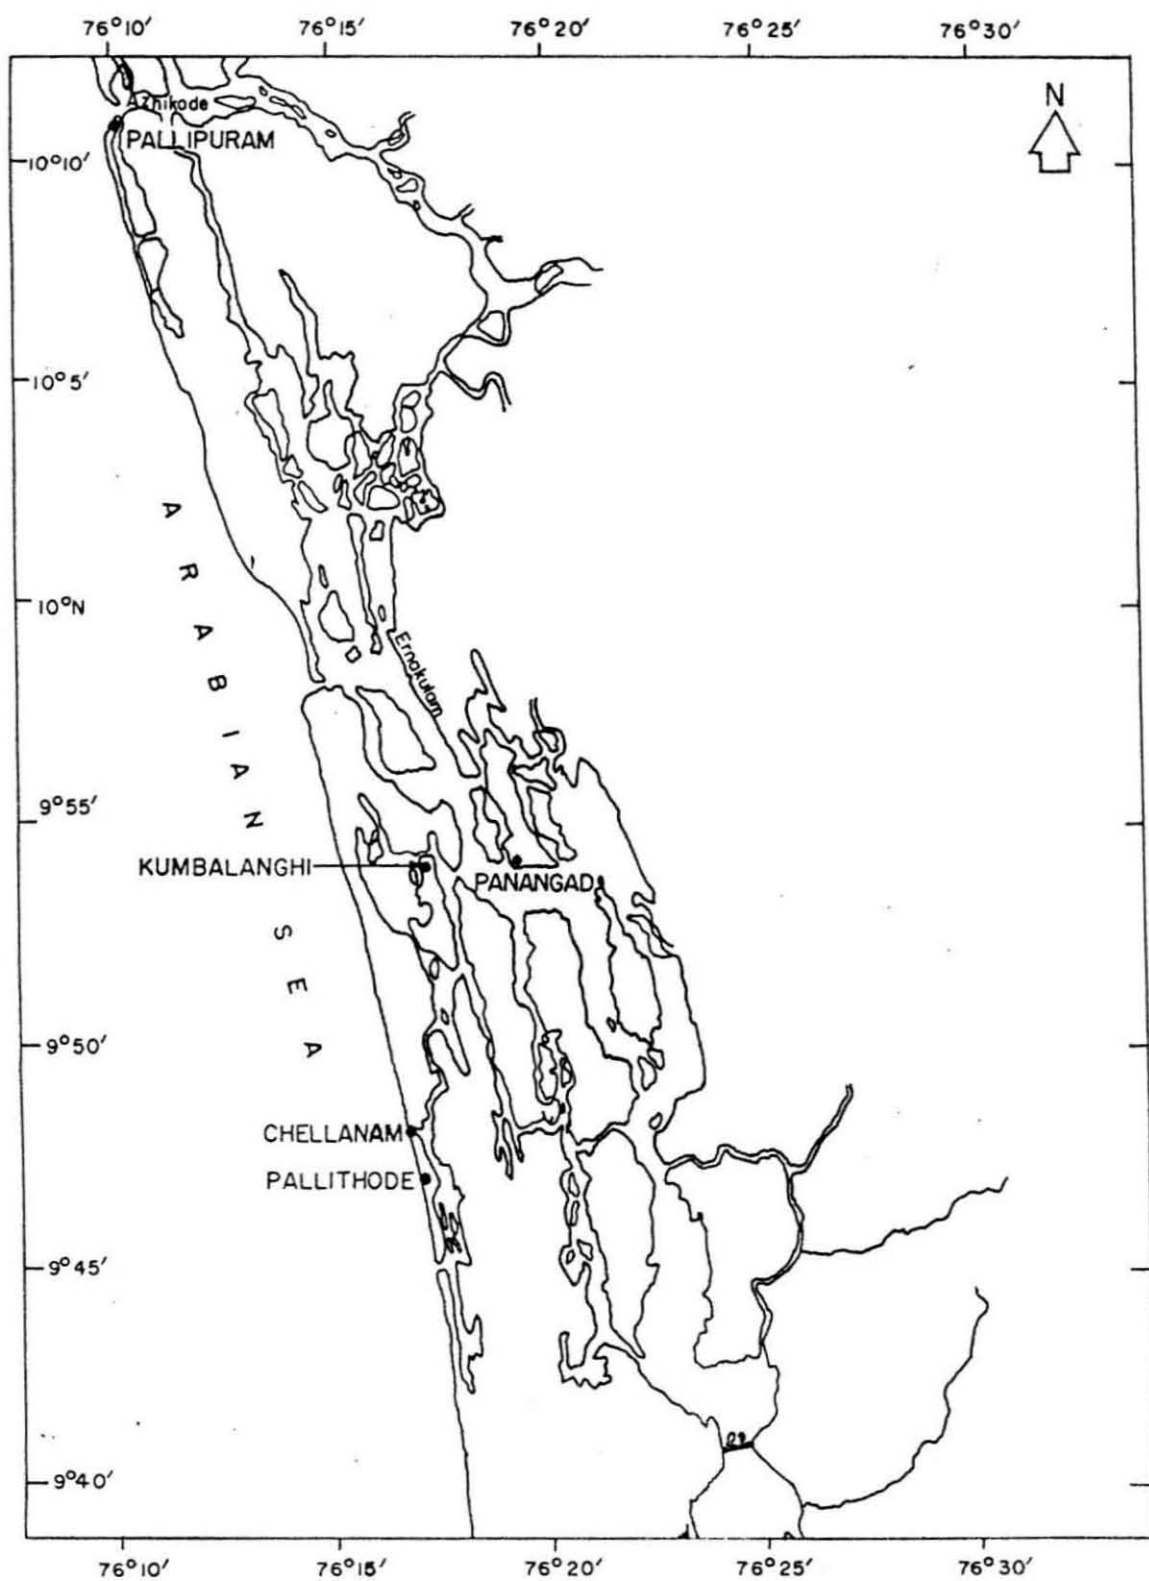 76°10′ 76°15′ 76°20′ 76°25′ 76°30′
N
Azhikode
PALLIPURAM
10°10′
10°5′
ARABIAN SEA
10°N
Ernakulam
9°55′
KUMBALANGHI
PANANGAD
9°50′
CHELLANAM
PALLITHODE
9°45′
9°40′
76°10′ 76°15′ 76°20′ 76°25′ 76°30′